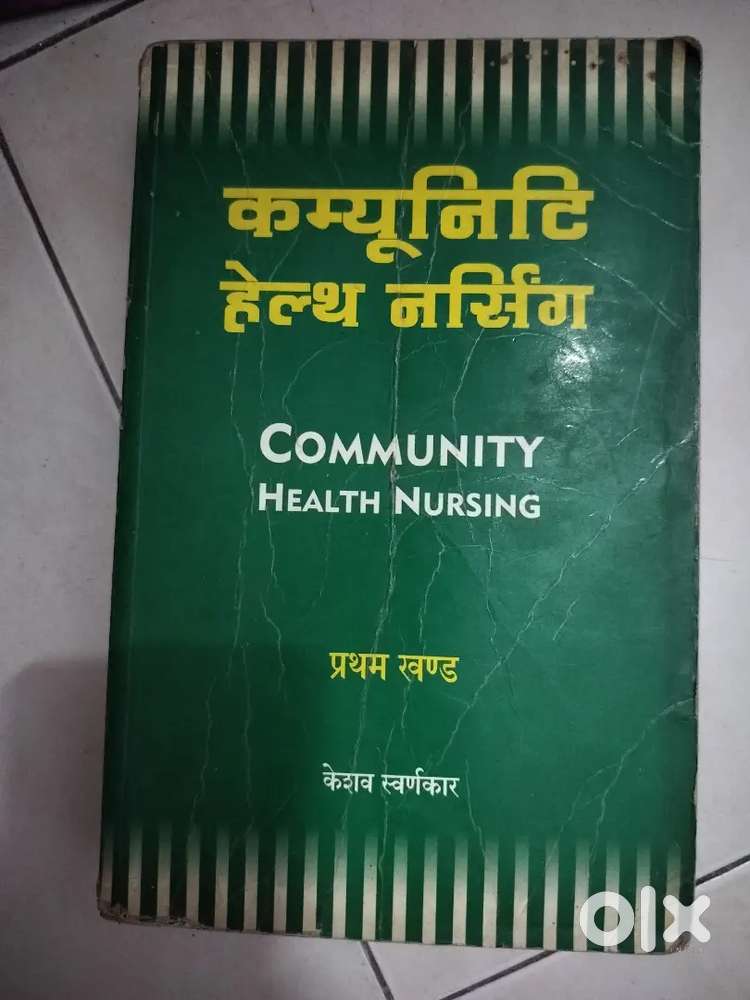 कम्यूनिटि
हेल्थ नर्सिंग
COMMUNITY
HEALTH NURSING
प्रथम खण्ड
केशव स्वर्णकार
olx